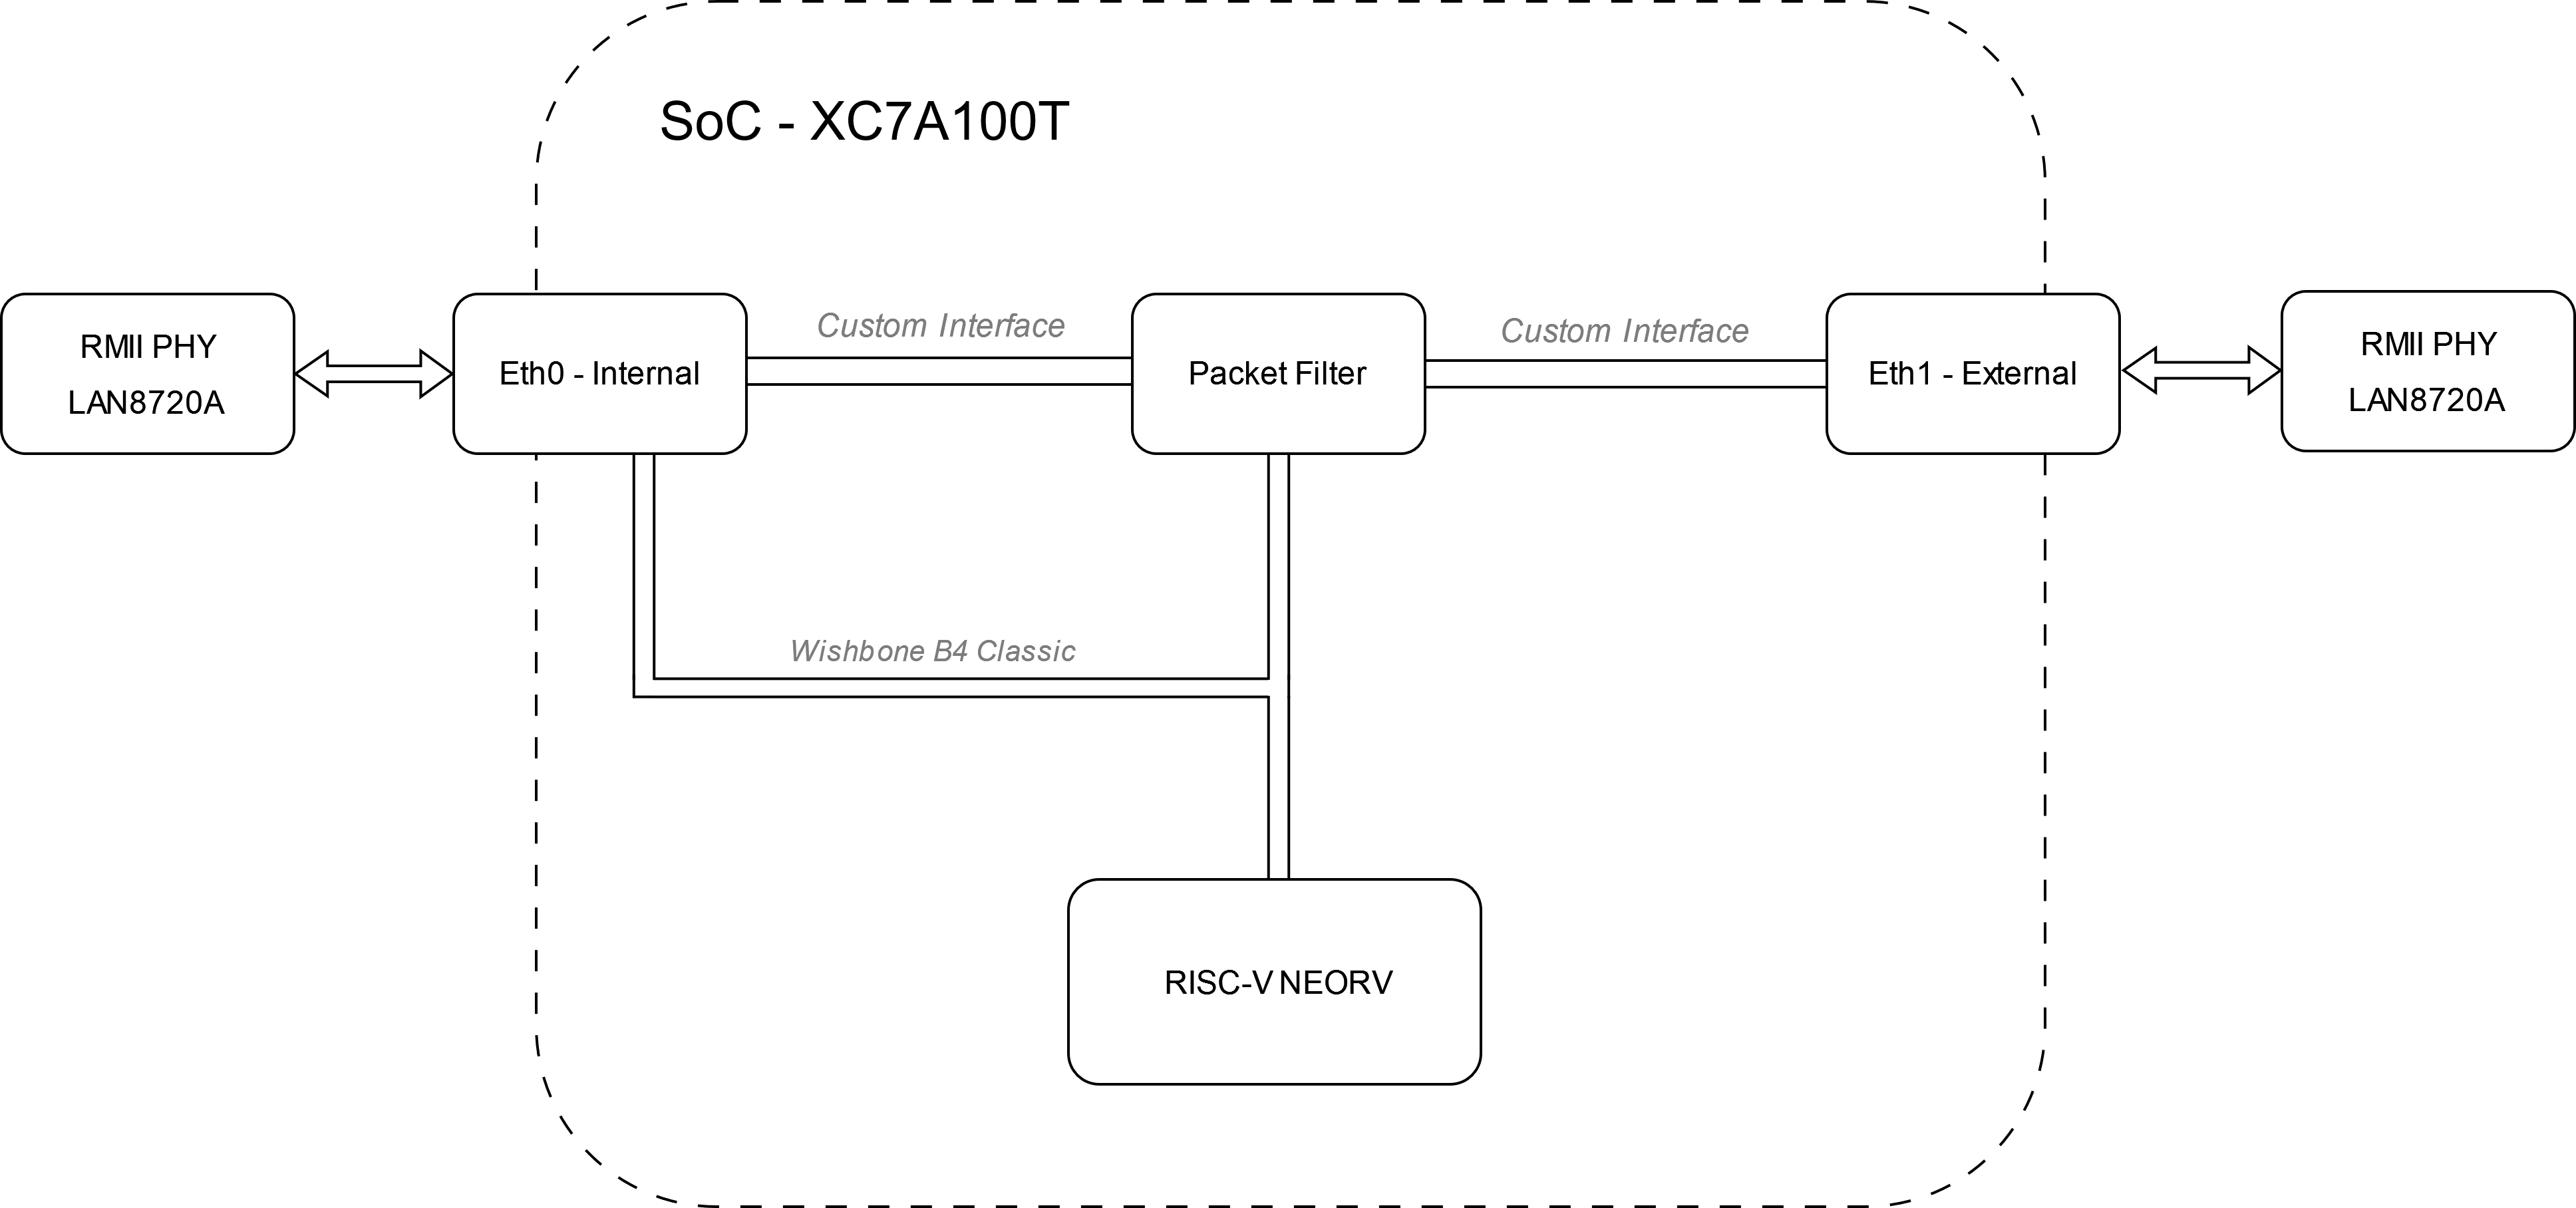 SoC - XC7A100T
RMII PHY
LAN8720A
Eth0 - Internal
Custom Interface
Packet Filter
Custom Interface
Eth1 - External
RMII PHY
LAN8720A
Wishbone B4 Classic
RISC-V NEORV